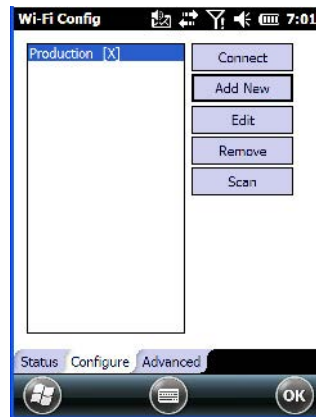 Wi-Fi Config 7:01
Production [X]
Connect
Add New
Edit
Remove
Scan
Status Configure Advanced
OK